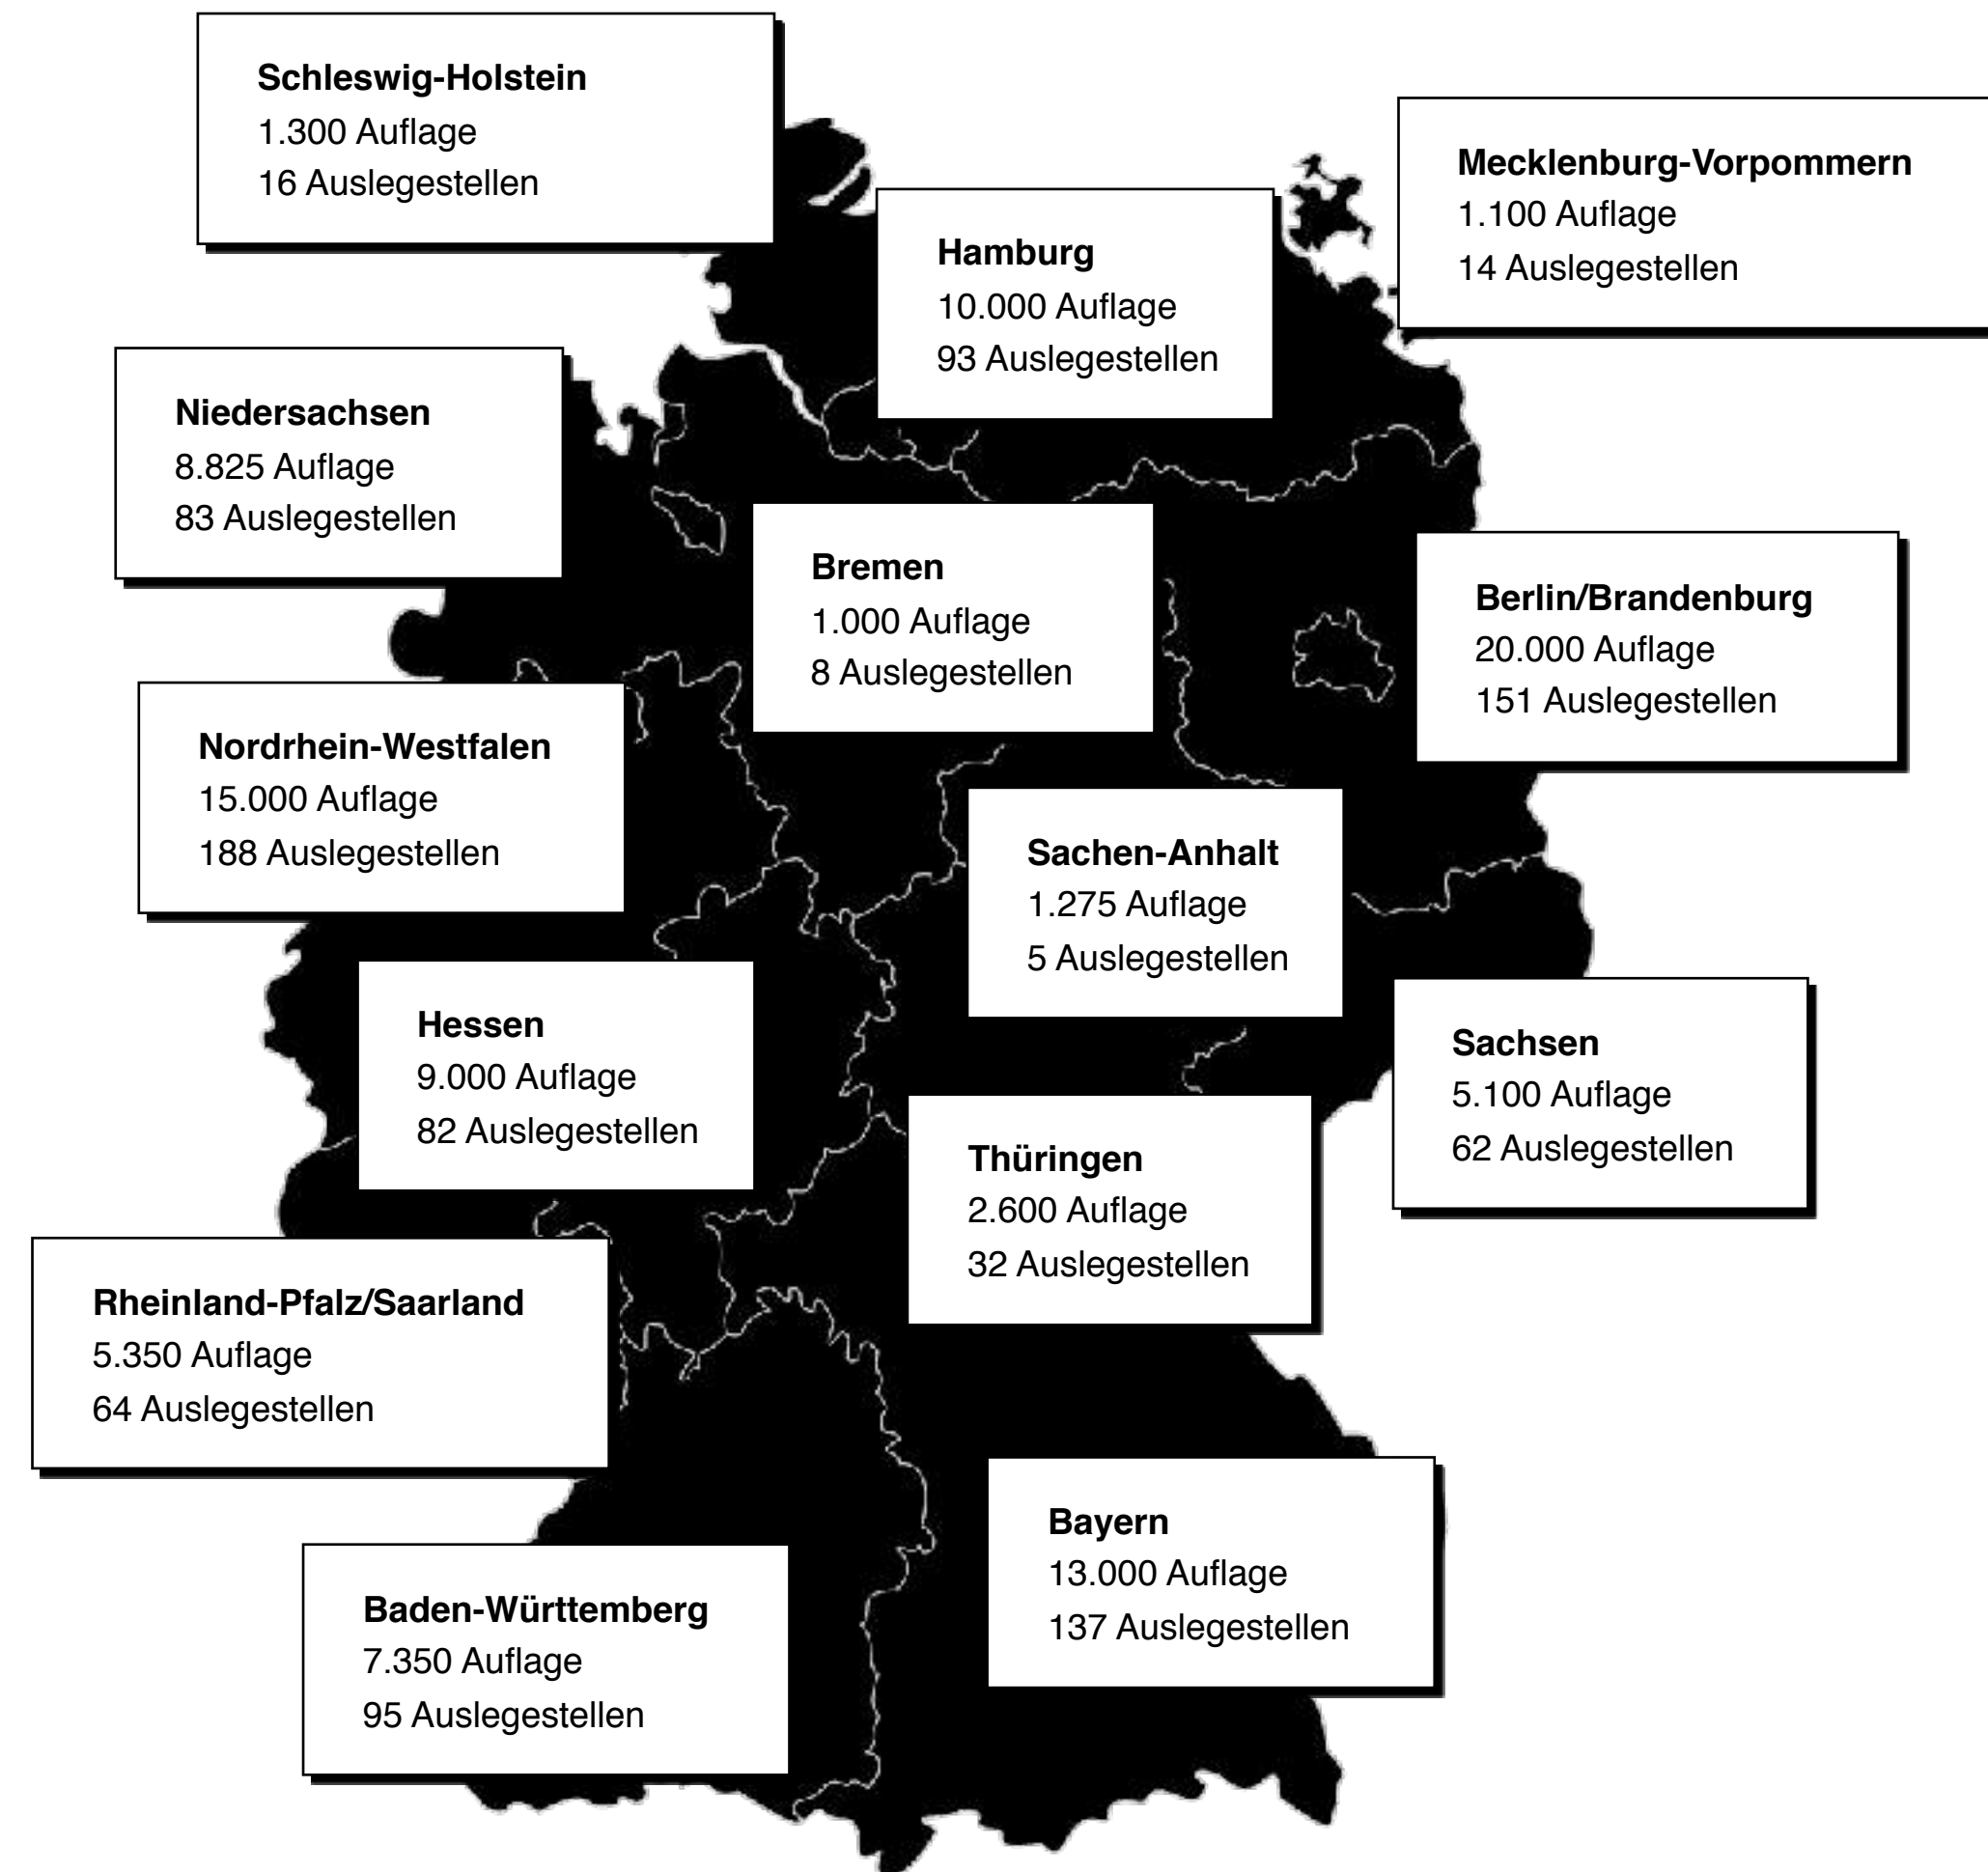 Schleswig-Holstein
1.300 Auflage
16 Auslegestellen
Mecklenburg-Vorpommern
1.100 Auflage
14 Auslegestellen
Hamburg
10.000 Auflage
93 Auslegestellen
Niedersachsen
8.825 Auflage
83 Auslegestellen
Bremen
1.000 Auflage
8 Auslegestellen
Berlin/Brandenburg
20.000 Auflage
151 Auslegestellen
Nordrhein-Westfalen
15.000 Auflage
188 Auslegestellen
Sachen-Anhalt
1.275 Auflage
5 Auslegestellen
Hessen
9.000 Auflage
82 Auslegestellen
Sachsen
5.100 Auflage
62 Auslegestellen
Thüringen
2.600 Auflage
32 Auslegestellen
Rheinland-Pfalz/Saarland
5.350 Auflage
64 Auslegestellen
Bayern
13.000 Auflage
137 Auslegestellen
Baden-Württemberg
7.350 Auflage
95 Auslegestellen